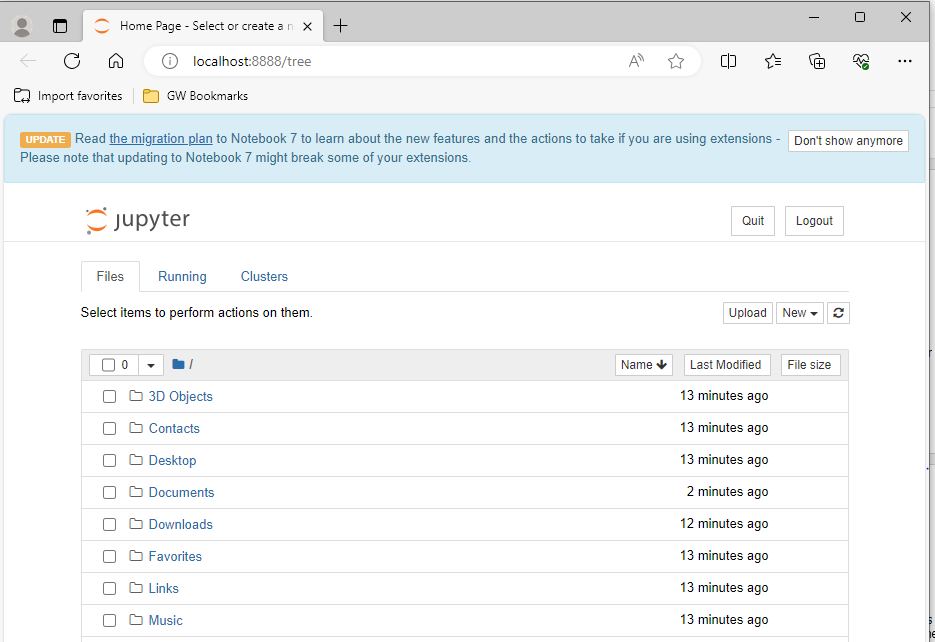 Home Page - Select or create a n
localhost:8888/tree
Import favorites
GW Bookmarks
UPDATE Read the migration plan to Notebook 7 to learn about the new features and the actions to take if you are using extensions -
Please note that updating to Notebook 7 might break some of your extensions.
Don't show anymore
jupyter
Quit
Logout
Files
Running
Clusters
Select items to perform actions on them.
Upload
New
0
/
Name
Last Modified
File size
3D Objects 13 minutes ago
Contacts 13 minutes ago
Desktop 13 minutes ago
Documents 2 minutes ago
Downloads 12 minutes ago
Favorites 13 minutes ago
Links 13 minutes ago
Music 13 minutes ago